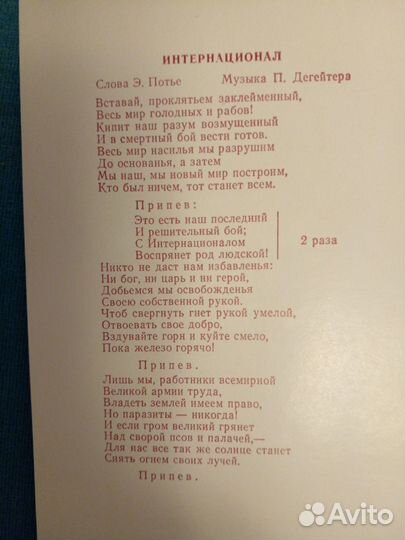 ИНТЕРНАЦИОНАЛ
Слова Э. Потье Музыка П. Дегейтера
Вставай, проклятьем заклейменный,
Весь мир голодных и рабов!
Кипит наш разум возмущенный
И в смертный бой вести готов.
Весь мир насилья мы разрушим
До основанья, а затем
Мы наш, мы новый мир построим,
Кто был ничем, тот станет всем.
Припев:
Это есть наш последний
И решительный бой;
С Интернационалом
Воспрянет род людской!
2 раза
Никто не даст нам избавленья:
Ни бог, ни царь и ни герой,
Добьемся мы освобожденья
Своею собственной рукой.
Чтоб свергнуть гнет рукой умелой,
Отвоевать свое добро,
Вздувайте горн и куйте смело,
Пока железо горячо!
Припев.
Лишь мы, работники всемирной
Великой армии труда,
Владеть землей имеем право,
Но паразиты — никогда!
И если гром великий грянет
Над сворой псов и палачей,—
Для нас все так же солнце станет
Сиять огнем своих лучей.
Припев.
Avito